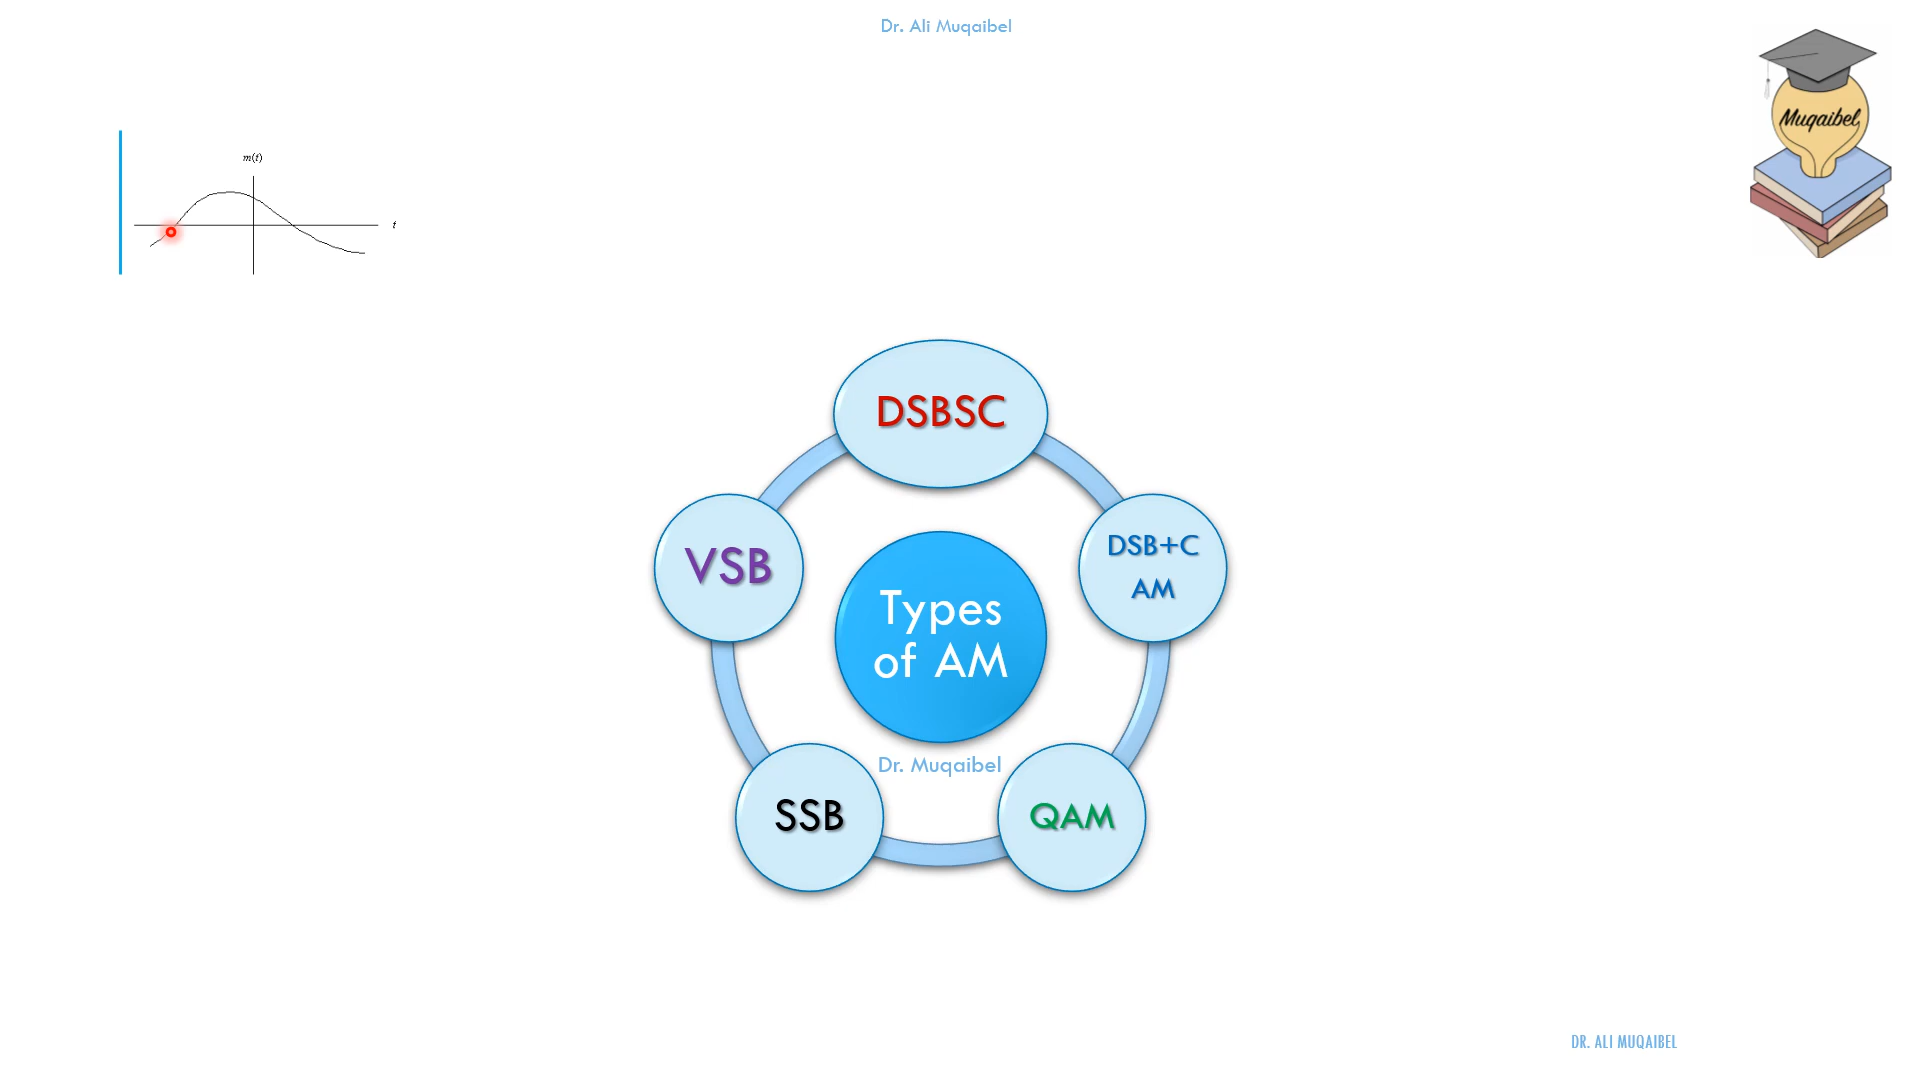 Dr. Ali Muqaibel
Muqaibel
m(t)
t
DSBSC
VSB
DSB+C
AM
Types
of AM
Dr. Muqaibel
SSB
QAM
DR. ALI MUQAIBEL